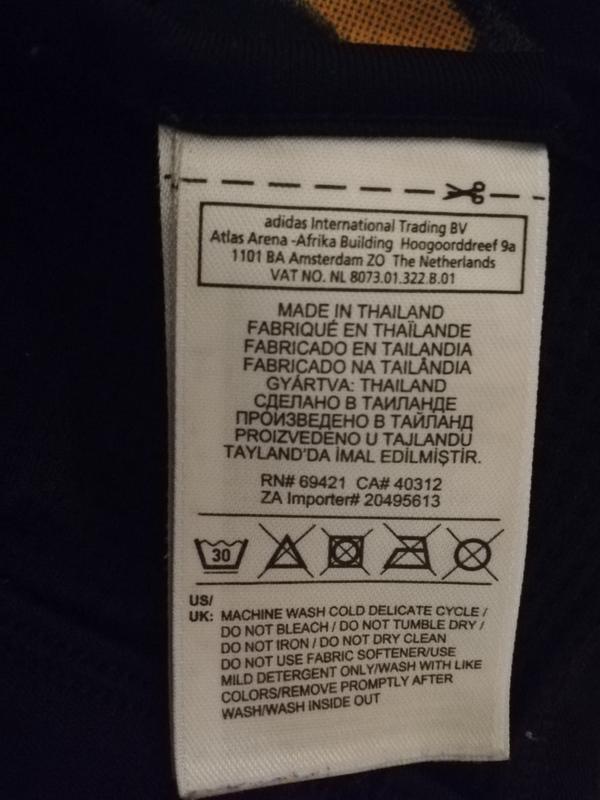 adidas International Trading BV
Atlas Arena -Afrika Building Hoogoorddreef 9a
1101 BA Amsterdam ZO The Netherlands
VAT NO. NL 8073.01.322.B.01
MADE IN THAILAND
FABRIQUÉ EN THAÏLANDE
FABRICADO EN TAILANDIA
FABRICADO NA TAILÂNDIA
GYÁRTVA: THAILAND
СДЕЛАНО В ТАИЛАНДЕ
ПРОИЗВЕДЕНО В ТАЙЛАНД
PROIZVEDENO U TAJLANDU
TAYLAND'DA İMAL EDİLMİŞTİR.
RN# 69421 CA# 40312
ZA Importer# 20495613
30
US/
UK: MACHINE WASH COLD DELICATE CYCLE /
DO NOT BLEACH / DO NOT TUMBLE DRY /
DO NOT IRON / DO NOT DRY CLEAN
DO NOT USE FABRIC SOFTENER/USE
MILD DETERGENT ONLY/WASH WITH LIKE
COLORS/REMOVE PROMPTLY AFTER
WASH/WASH INSIDE OUT